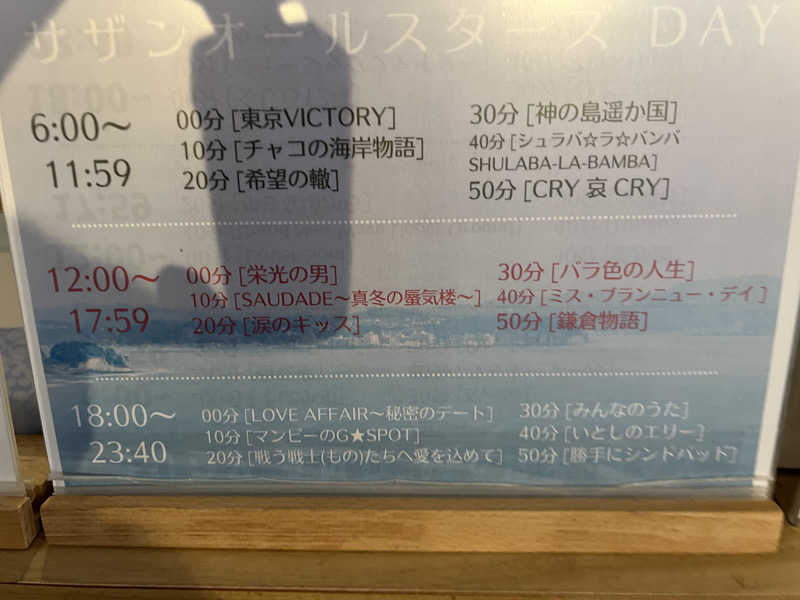 サザンオールスターズ DAY
6:00〜 00分 [東京VICTORY] 30分 [神の島遥か国]
10分 [チャコの海岸物語] 40分 [シュラバ☆ラ☆バンバ
11:59 20分 [希望の轍] SHULABA-LA-BAMBA]
50分 [CRY 哀 CRY]
12:00〜 00分 [栄光の男] 30分 [バラ色の人生]
10分 [SAUDADE〜真冬の蜃気楼〜] 40分 [ミス・ブランニュー・デイ]
17:59 20分 [涙のキッス] 50分 [鎌倉物語]
18:00〜 00分 [LOVE AFFAIR〜秘密のデート] 30分 [みんなのうた]
10分 [マンピーのG★SPOT] 40分 [いとしのエリー]
23:40 20分 [戦う戦士(もの)たちへ愛を込めて] 50分 [勝手にシンドバッド]